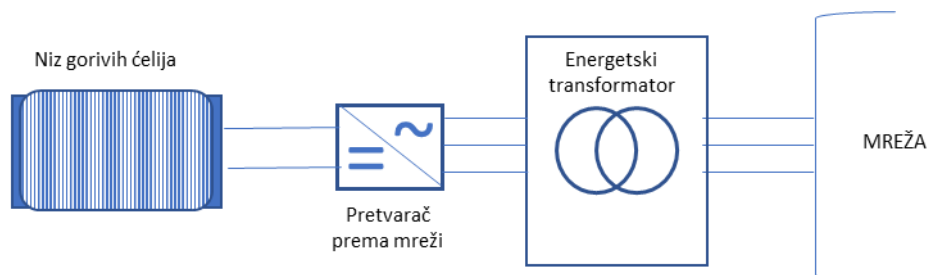 Niz gorivih ćelija
Energetski
transformator
Pretvarač
prema mreži
MREŽA